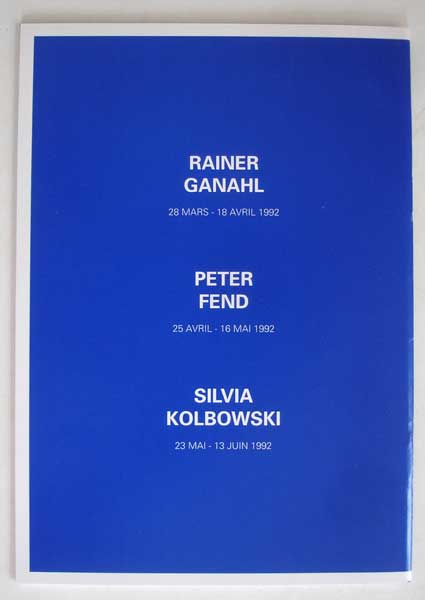 RAINER
GANAHL
28 MARS - 18 AVRIL 1992
PETER
FEND
25 AVRIL - 16 MAI 1992
SILVIA
KOLBOWSKI
23 MAI - 13 JUIN 1992